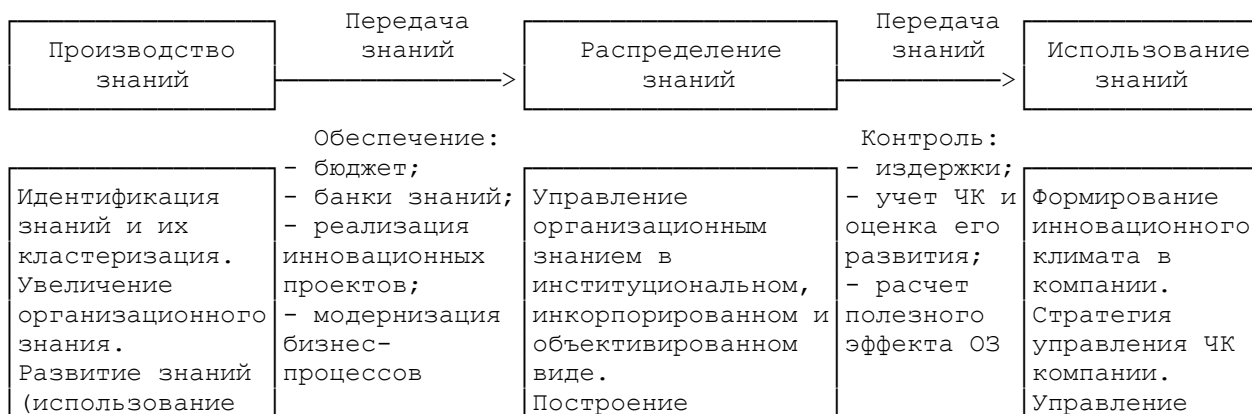 Передача Передача
Производство знаний Распределение знаний Использование
знаний знаний знаний
Обеспечение: Контроль:
- бюджет; - издержки;
Идентификация - банки знаний; Управление - учет ЧК и Формирование
знаний и их - реализация организационным оценка его инновационного
кластеризация. инновационных знанием в развития; климата в
Увеличение проектов; институциональном, - расчет компании.
организационного - модернизация инкорпорированном и полезного Стратегия
знания. бизнес- объективированном эффекта ОЗ управления ЧК
Развитие знаний процессов виде. компании.
(использование Построение Управление